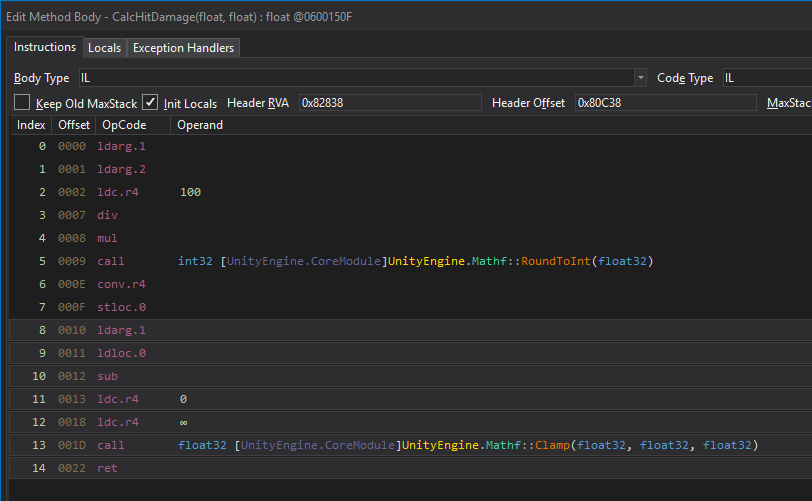 Edit Method Body - CalcHitDamage(float, float) : float @0600150F
Instructions Locals Exception Handlers
Body Type IL Code Type IL
Keep Old MaxStack Init Locals Header RVA 0x82838 Header Offset 0x80C38 MaxStac
Index Offset OpCode Operand
0 0000 ldarg.1
1 0001 ldarg.2
2 0002 ldc.r4 100
3 0007 div
4 0008 mul
5 0009 call int32 [UnityEngine.CoreModule]UnityEngine.Mathf::RoundToInt(float32)
6 000E conv.r4
7 000F stloc.0
8 0010 ldarg.1
9 0011 ldloc.0
10 0012 sub
11 0013 ldc.r4 0
12 0018 ldc.r4 ∞
13 001D call float32 [UnityEngine.CoreModule]UnityEngine.Mathf::Clamp(float32, float32, float32)
14 0022 ret